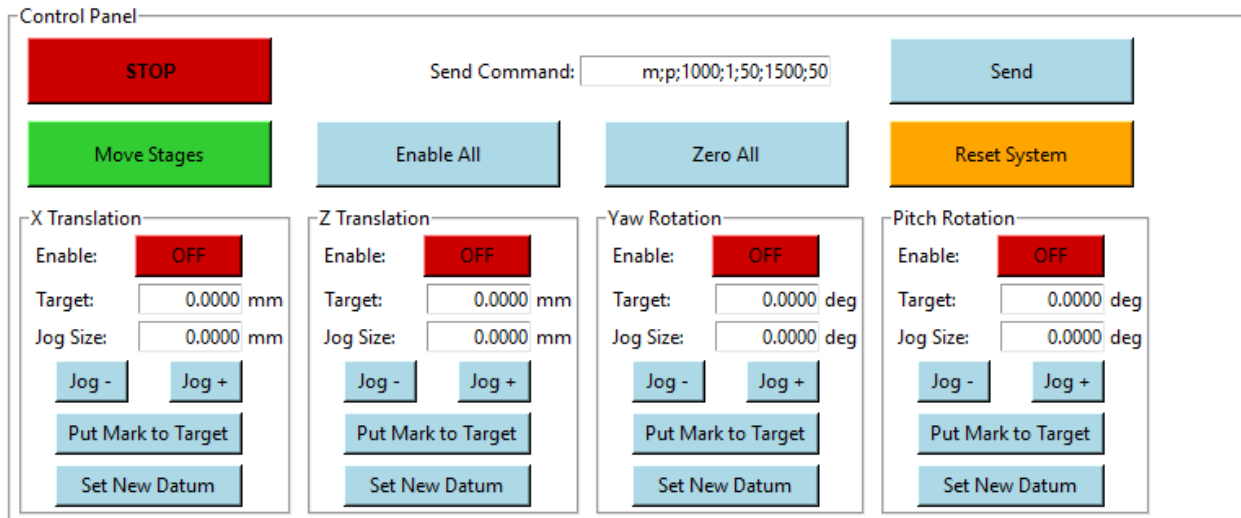 Control Panel
STOP
Send Command: m;p;1000;1;50;1500;50
Send
Move Stages
Enable All
Zero All
Reset System
X Translation
Enable: OFF
Target: 0.0000 mm
Jog Size: 0.0000 mm
Jog - Jog +
Put Mark to Target
Set New Datum
Z Translation
Enable: OFF
Target: 0.0000 mm
Jog Size: 0.0000 mm
Jog - Jog +
Put Mark to Target
Set New Datum
Yaw Rotation
Enable: OFF
Target: 0.0000 deg
Jog Size: 0.0000 deg
Jog - Jog +
Put Mark to Target
Set New Datum
Pitch Rotation
Enable: OFF
Target: 0.0000 deg
Jog Size: 0.0000 deg
Jog - Jog +
Put Mark to Target
Set New Datum